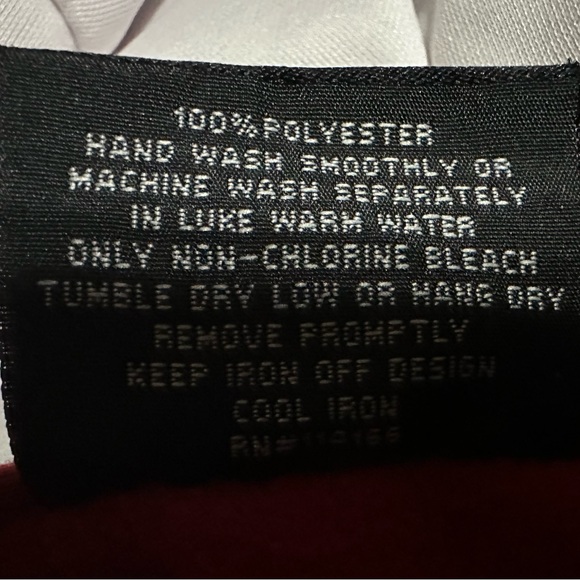 100% POLYESTER
HAND WASH SMOOTHLY OR
MACHINE WASH SEPARATELY
IN LUKE WARM WATER
ONLY NON-CHLORINE BLEACH
TUMBLE DRY LOW OR HANG DRY
REMOVE PROMPTLY
KEEP IRON OFF DESIGN
COOL IRON